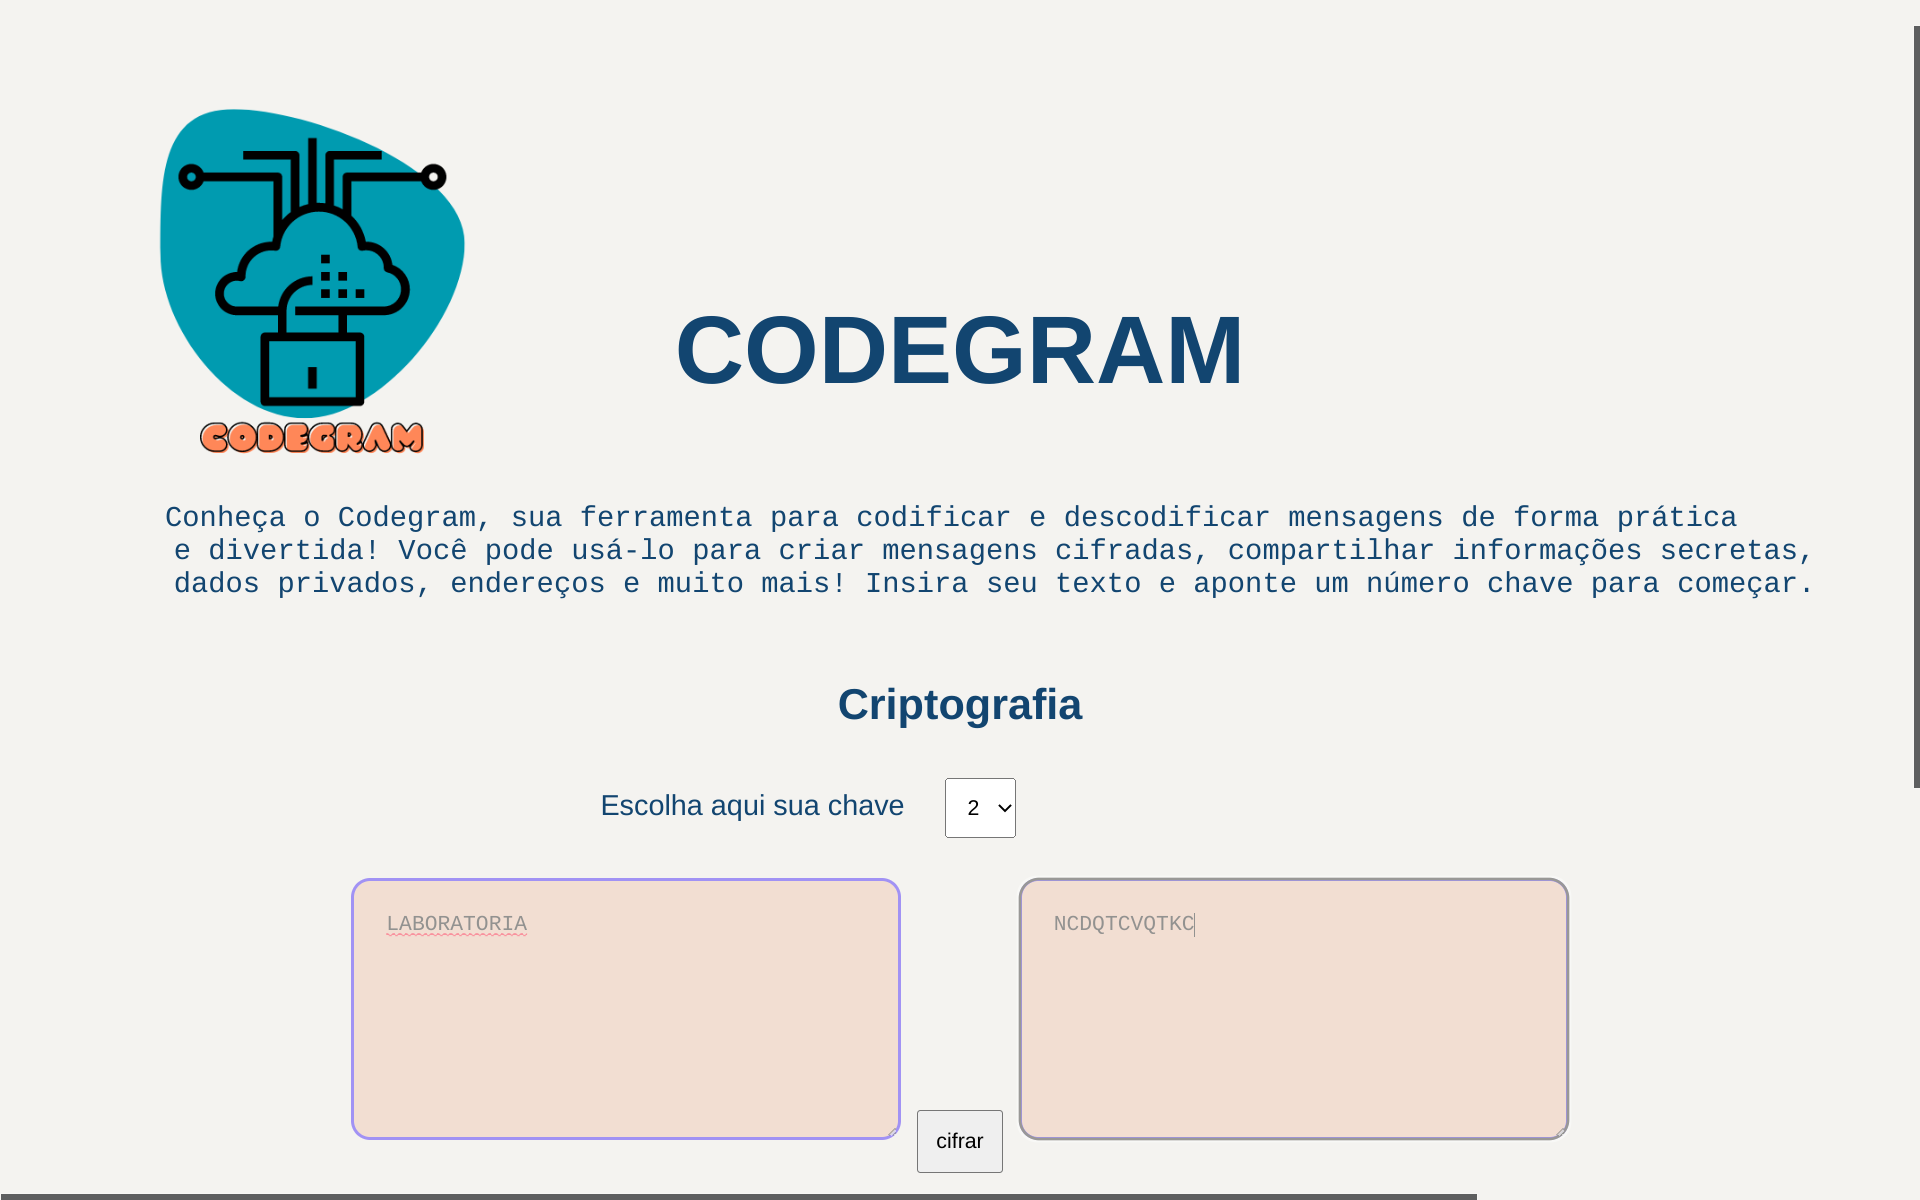 CODEGRAM
CODEGRAM
Conheça o Codegram, sua ferramenta para codificar e descodificar mensagens de forma prática
e divertida! Você pode usá-lo para criar mensagens cifradas, compartilhar informações secretas,
dados privados, endereços e muito mais! Insira seu texto e aponte um número chave para começar.
Criptografia
Escolha aqui sua chave 2
LABORATORIA
NCDQTCVQTKC
cifrar